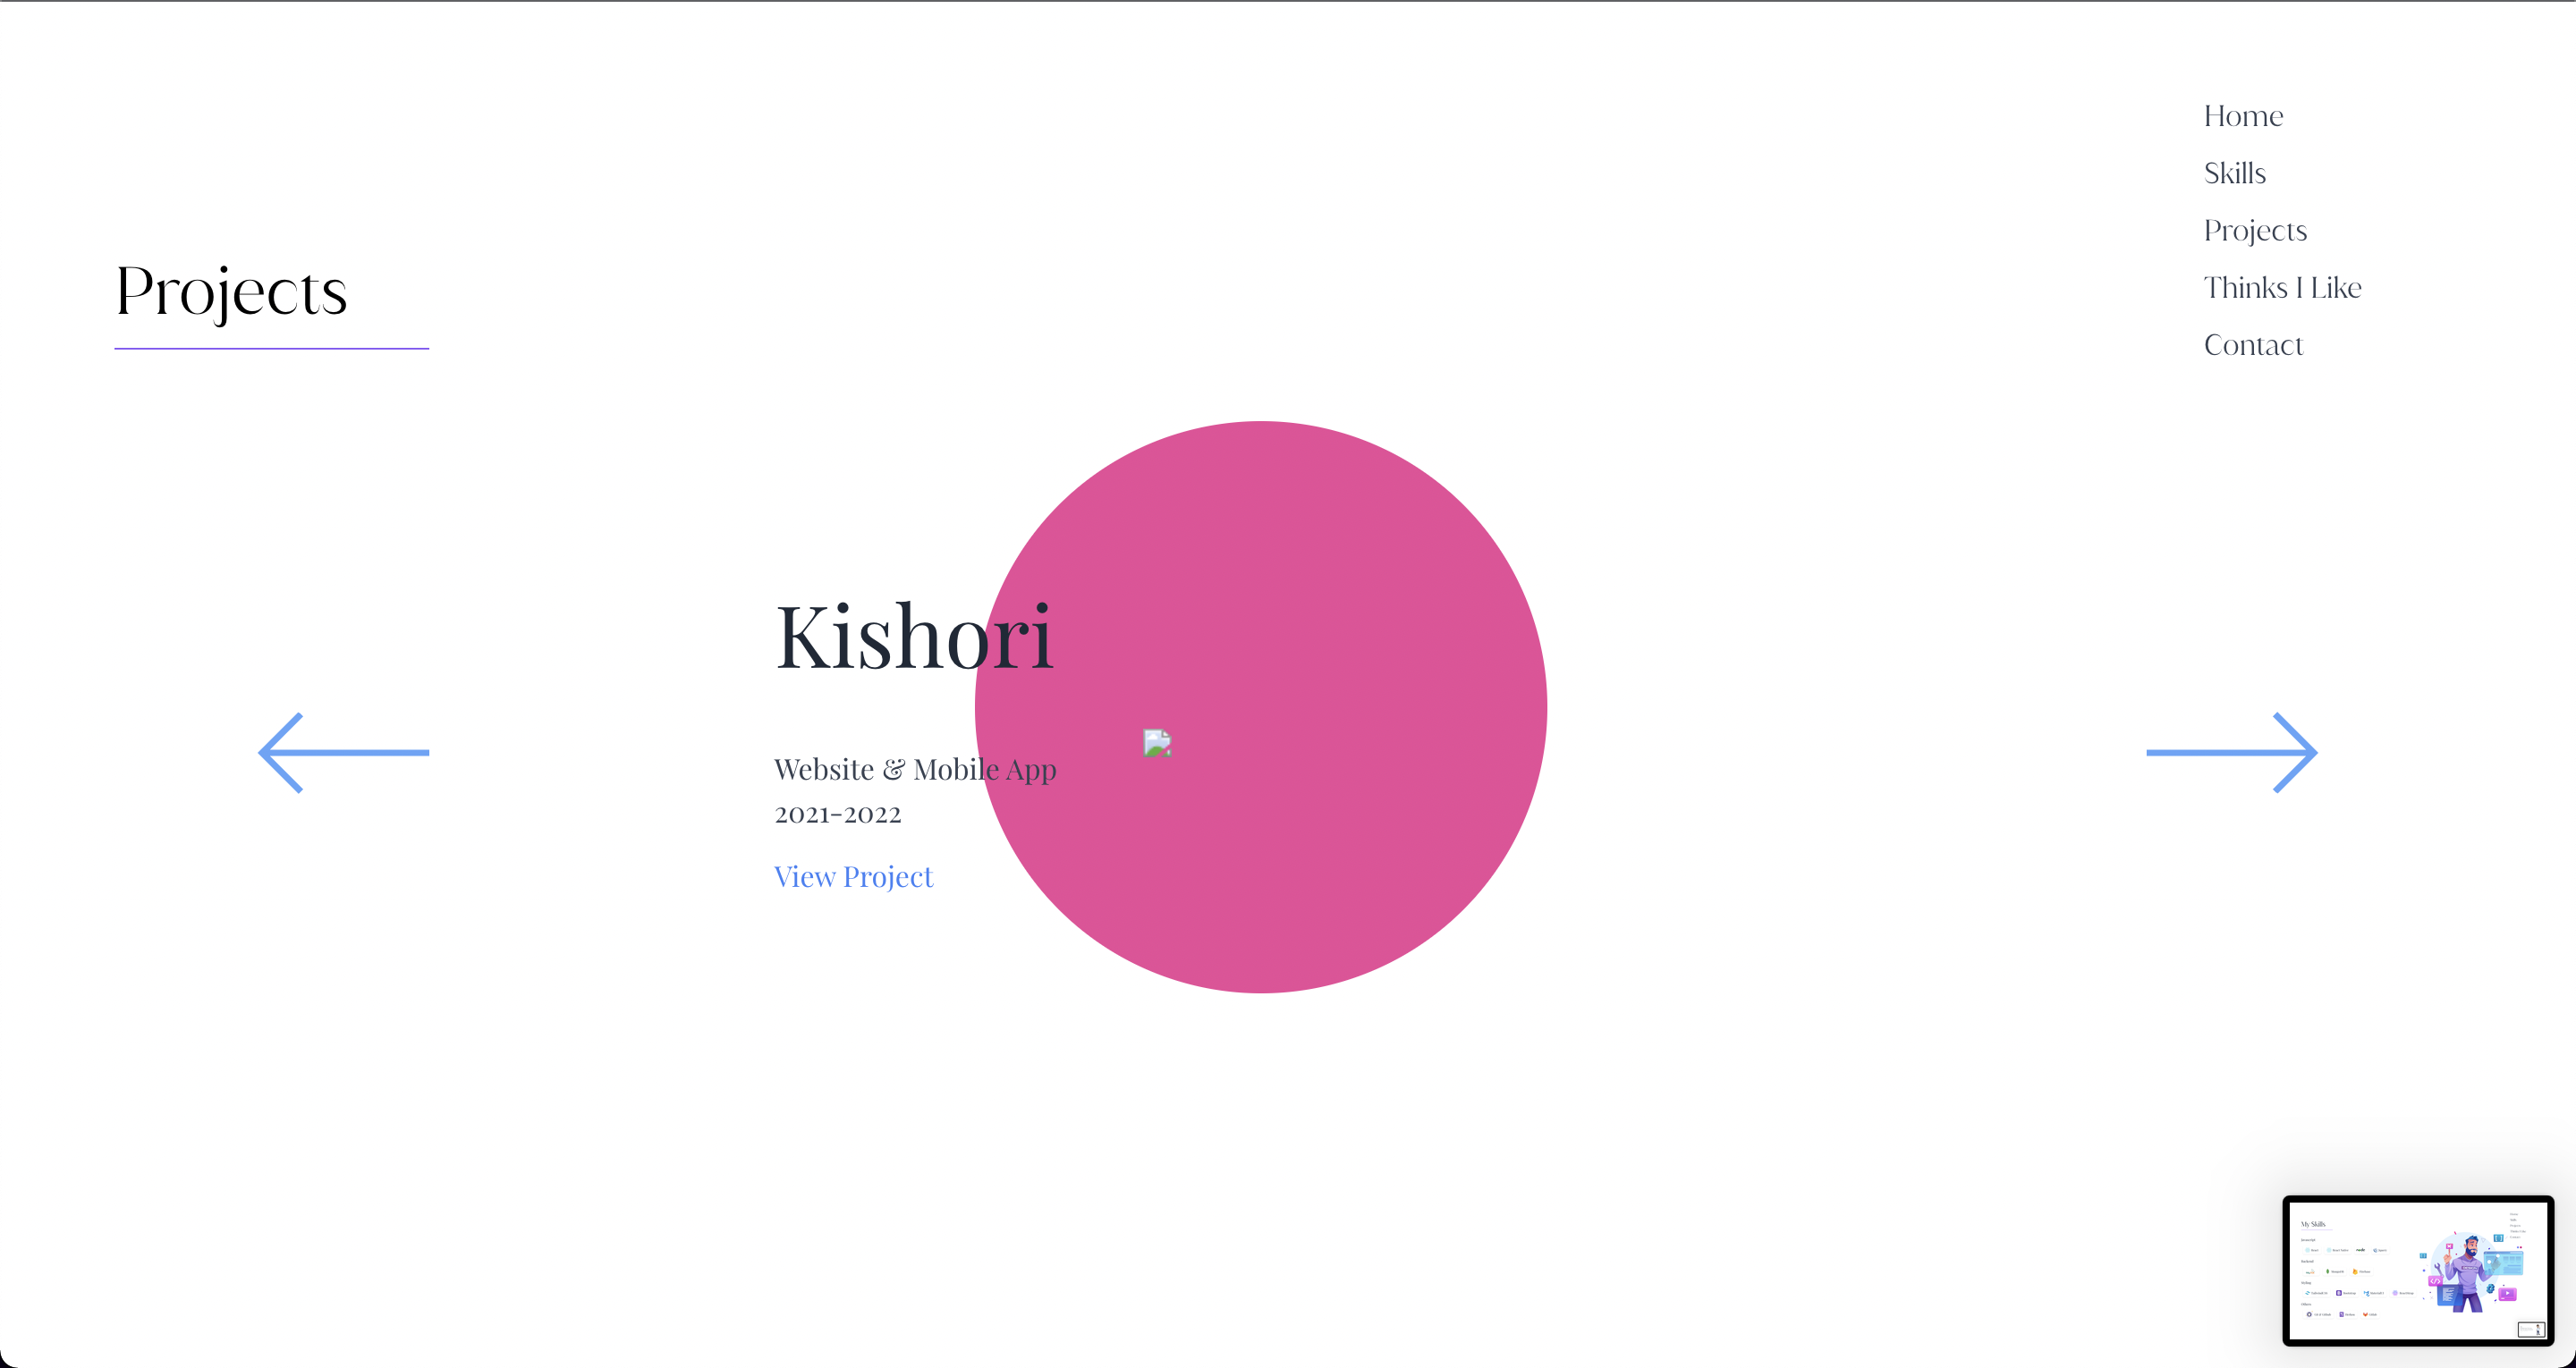 Home
Skills
Projects
Thinks I Like
Contact
Projects
Kishori
Website & Mobile App
2021-2022
View Project
My Skills